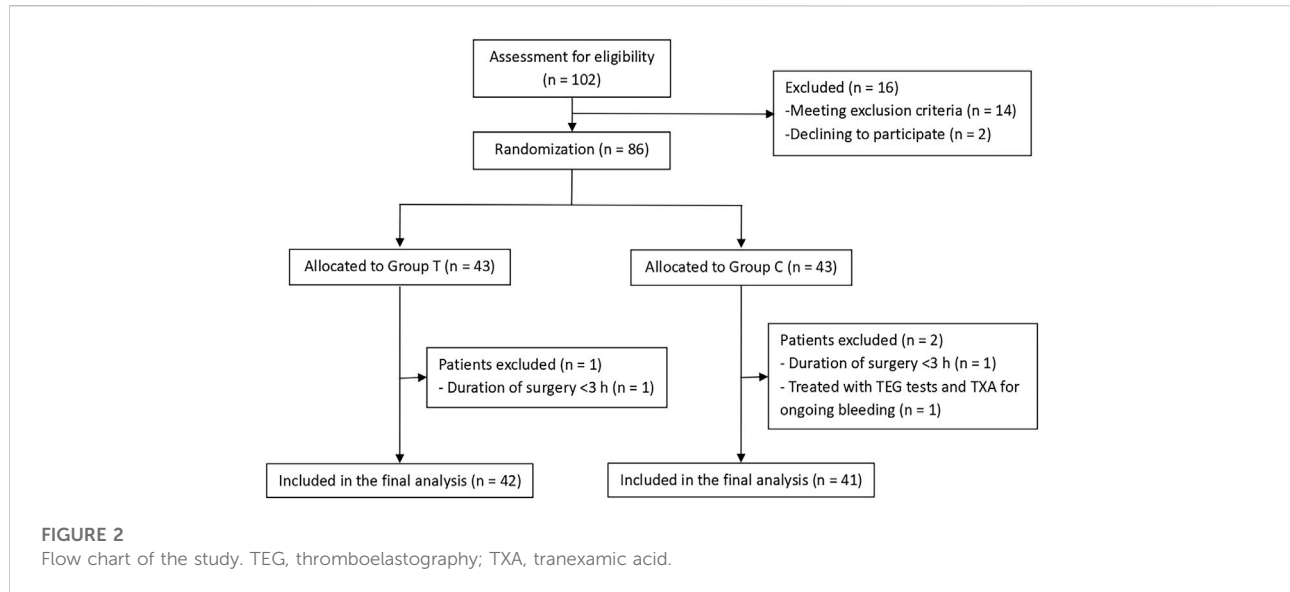 Assessment for eligibility
(n = 102)
Excluded (n = 16)
-Meeting exclusion criteria (n = 14)
-Declining to participate (n = 2)
Randomization (n = 86)
Allocated to Group T (n = 43)
Allocated to Group C (n = 43)
Patients excluded (n = 1)
- Duration of surgery <3 h (n = 1)
Patients excluded (n = 2)
- Duration of surgery <3 h (n = 1)
- Treated with TEG tests and TXA for
ongoing bleeding (n = 1)
Included in the final analysis (n = 42)
Included in the final analysis (n = 41)
FIGURE 2
Flow chart of the study. TEG, thromboelastography; TXA, tranexamic acid.